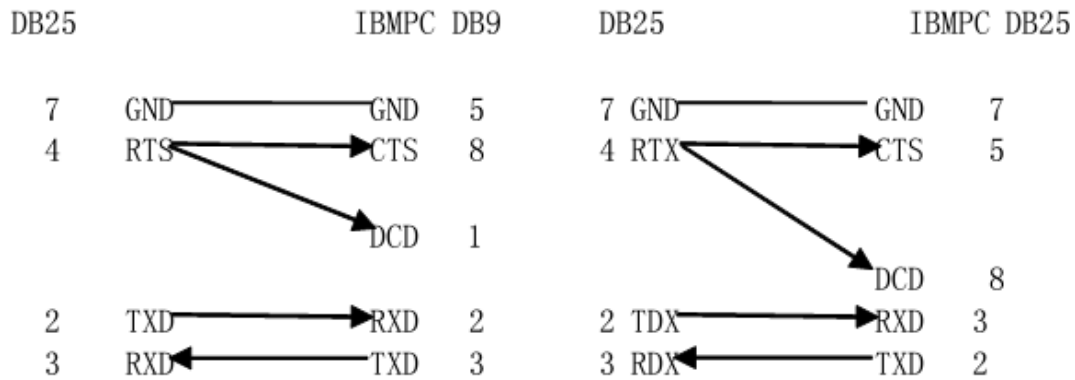 DB25 IBMPC DB9 DB25 IBMPC DB25
7 GND GND 5 7 GND GND 7
4 RTS CTS 8 4 RTX CTS 5
DCD 1
DCD 8
2 TXD RXD 2 2 TDX RXD 3
3 RXD TXD 3 3 RDX TXD 2